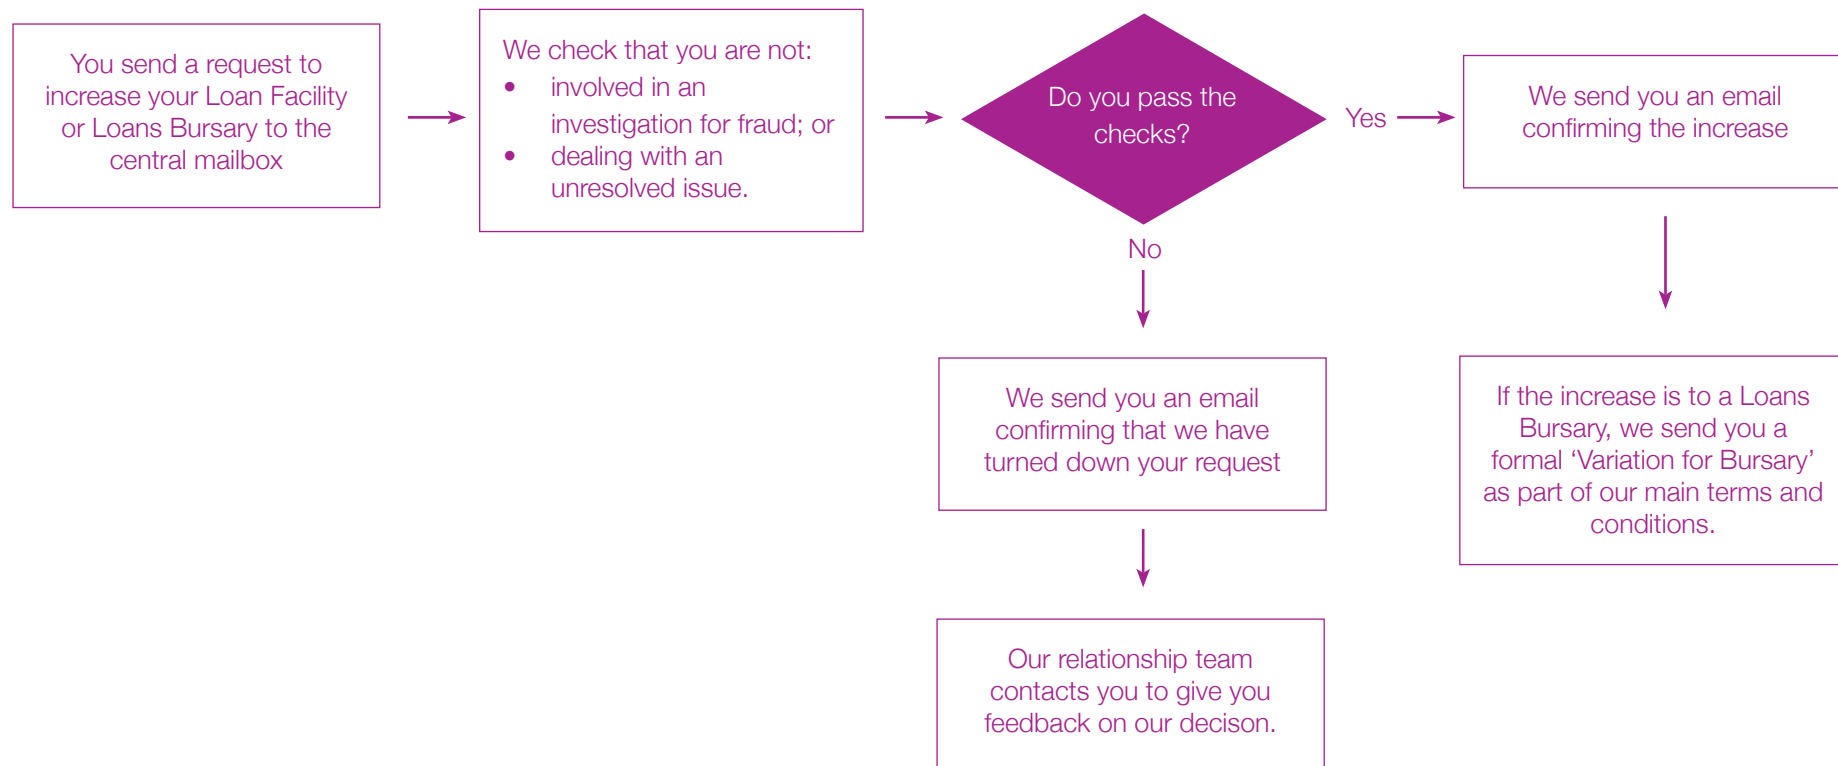 You send a request to
increase your Loan Facility
or Loans Bursary to the
central mailbox
We check that you are not:
• involved in an
investigation for fraud; or
• dealing with an
unresolved issue.
Do you pass the
checks?
Yes
We send you an email
confirming the increase
No
We send you an email
confirming that we have
turned down your request
If the increase is to a Loans
Bursary, we send you a
formal ‘Variation for Bursary’
as part of our main terms and
conditions.
Our relationship team
contacts you to give you
feedback on our decison.